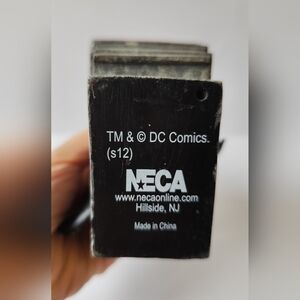 TM & © DC Comics.
(s12)
NECA
www.necaonline.com
Hillside, NJ
Made in China